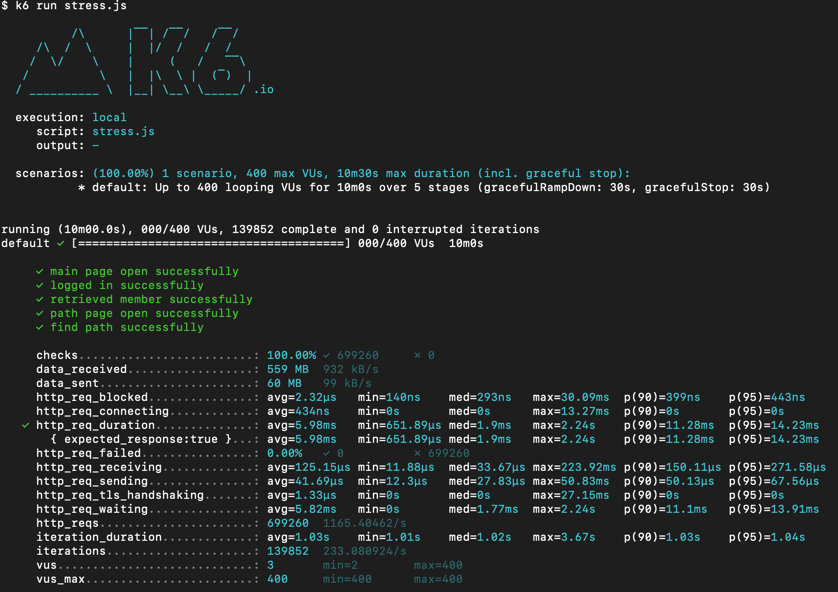 $ k6 run stress.js
.io
execution: local
script: stress.js
output: -
scenarios: (100.00%) 1 scenario, 400 max VUs, 10m30s max duration (incl. graceful stop):
* default: Up to 400 looping VUs for 10m0s over 5 stages (gracefulRampDown: 30s, gracefulStop: 30s)
running (10m00.0s), 000/400 VUs, 139852 complete and 0 interrupted iterations
default ✓ [======================================] 000/400 VUs  10m0s
✓ main page open successfully
✓ logged in successfully
✓ retrieved member successfully
✓ path page open successfully
✓ find path successfully
checks.........................: 100.00% ✓ 699260      ✗ 0
data_received..................: 559 MB  932 kB/s
data_sent......................: 60 MB   99 kB/s
http_req_blocked...............: avg=2.32µs   min=140ns    med=293ns   max=30.09ms  p(90)=399ns    p(95)=443ns
http_req_connecting............: avg=434ns    min=0s       med=0s      max=13.27ms  p(90)=0s       p(95)=0s
✓ http_req_duration..............: avg=5.98ms   min=651.89µs med=1.9ms   max=2.24s    p(90)=11.28ms  p(95)=14.23ms
{ expected_response:true }...: avg=5.98ms   min=651.89µs med=1.9ms   max=2.24s    p(90)=11.28ms  p(95)=14.23ms
http_req_failed................: 0.00%   ✓ 0           ✗ 699260
http_req_receiving.............: avg=125.15µs min=11.88µs  med=33.67µs max=223.92ms p(90)=150.11µs p(95)=271.58µs
http_req_sending...............: avg=41.69µs  min=12.3µs   med=27.83µs max=50.83ms  p(90)=50.13µs  p(95)=67.56µs
http_req_tls_handshaking.......: avg=1.33µs   min=0s       med=0s      max=27.15ms  p(90)=0s       p(95)=0s
http_req_waiting...............: avg=5.82ms   min=0s       med=1.77ms  max=2.24s    p(90)=11.1ms   p(95)=13.91ms
http_reqs......................: 699260  1165.40462/s
iteration_duration.............: avg=1.03s    min=1.01s    med=1.02s   max=3.67s    p(90)=1.03s    p(95)=1.04s
iterations.....................: 139852  233.080924/s
vus............................: 3       min=2         max=400
vus_max........................: 400     min=400       max=400